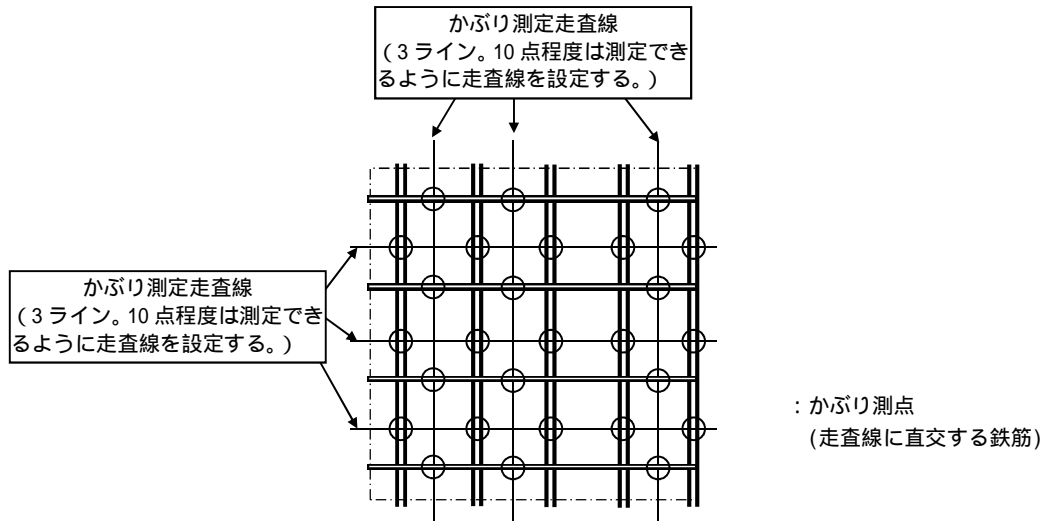 かぶり測定走査線
(3ライン。10点程度は測定でき
るように走査線を設定する。)
かぶり測定走査線
(3ライン。10点程度は測定でき
るように走査線を設定する。)
:かぶり測点
(走査線に直交する鉄筋)